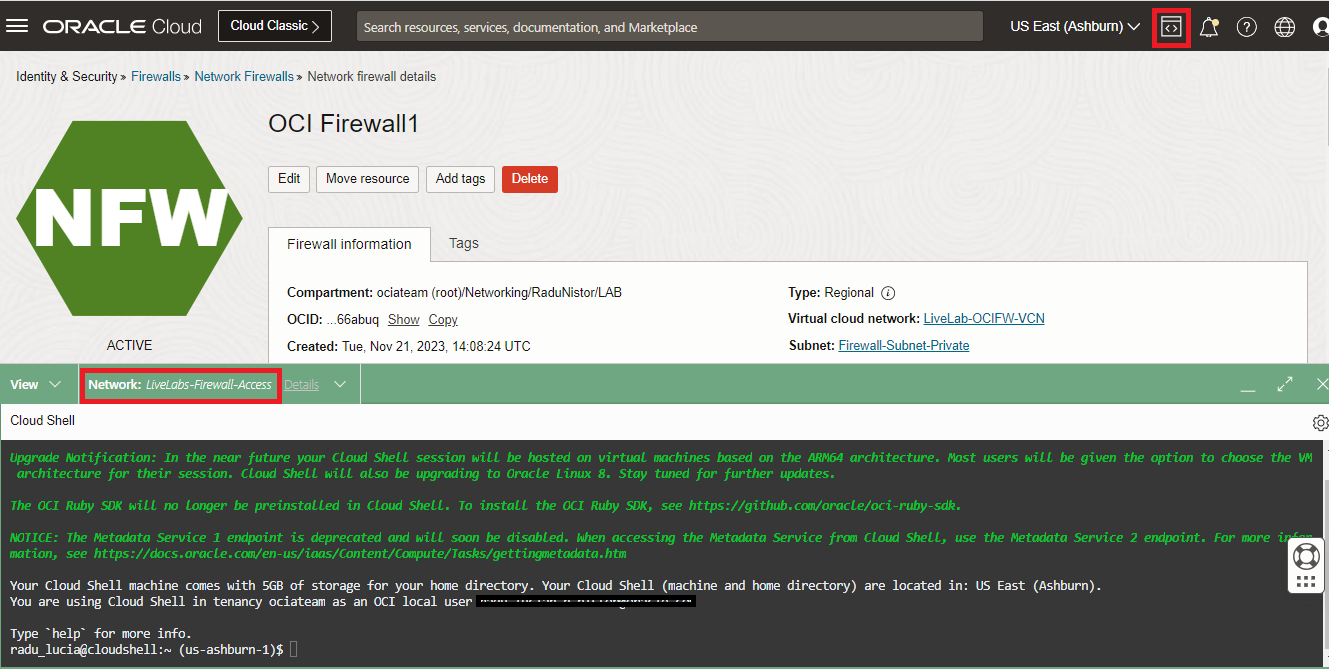 ORACLE Cloud
Cloud Classic
Search resources, services, documentation, and Marketplace
US East (Ashburn)
Identity & Security » Firewalls » Network Firewalls » Network firewall details
NFW
ACTIVE
OCI Firewall1
Edit Move resource Add tags Delete
Firewall information Tags
Compartment: ociateam (root)/Networking/RaduNistor/LAB
OCID: ...66abuq Show Copy
Created: Tue, Nov 21, 2023, 14:08:24 UTC
Type: Regional
Virtual cloud network: LiveLab-OCIFW-VCN
Subnet: Firewall-Subnet-Private
View Network: LiveLabs-Firewall-Access Details
Cloud Shell
Upgrade Notification: In the near future your Cloud Shell session will be hosted on virtual machines based on the ARM64 architecture. Most users will be given the option to choose the VM
architecture for their session. Cloud Shell will also be upgrading to Oracle Linux 8. Stay tuned for further updates.
The OCI Ruby SDK will no longer be preinstalled in Cloud Shell. To install the OCI Ruby SDK, see https://github.com/oracle/oci-ruby-sdk.
NOTICE: The Metadata Service 1 endpoint is deprecated and will soon be disabled. When accessing the Metadata Service from Cloud Shell, use the Metadata Service 2 endpoint. For more infor
mation, see https://docs.oracle.com/en-us/iaas/Content/Compute/Tasks/gettingmetadata.htm
Your Cloud Shell machine comes with 5GB of storage for your home directory. Your Cloud Shell (machine and home directory) are located in: US East (Ashburn).
You are using Cloud Shell in tenancy ociateam as an OCI local user
Type `help` for more info.
radu_lucia@cloudshell:~ (us-ashburn-1)$